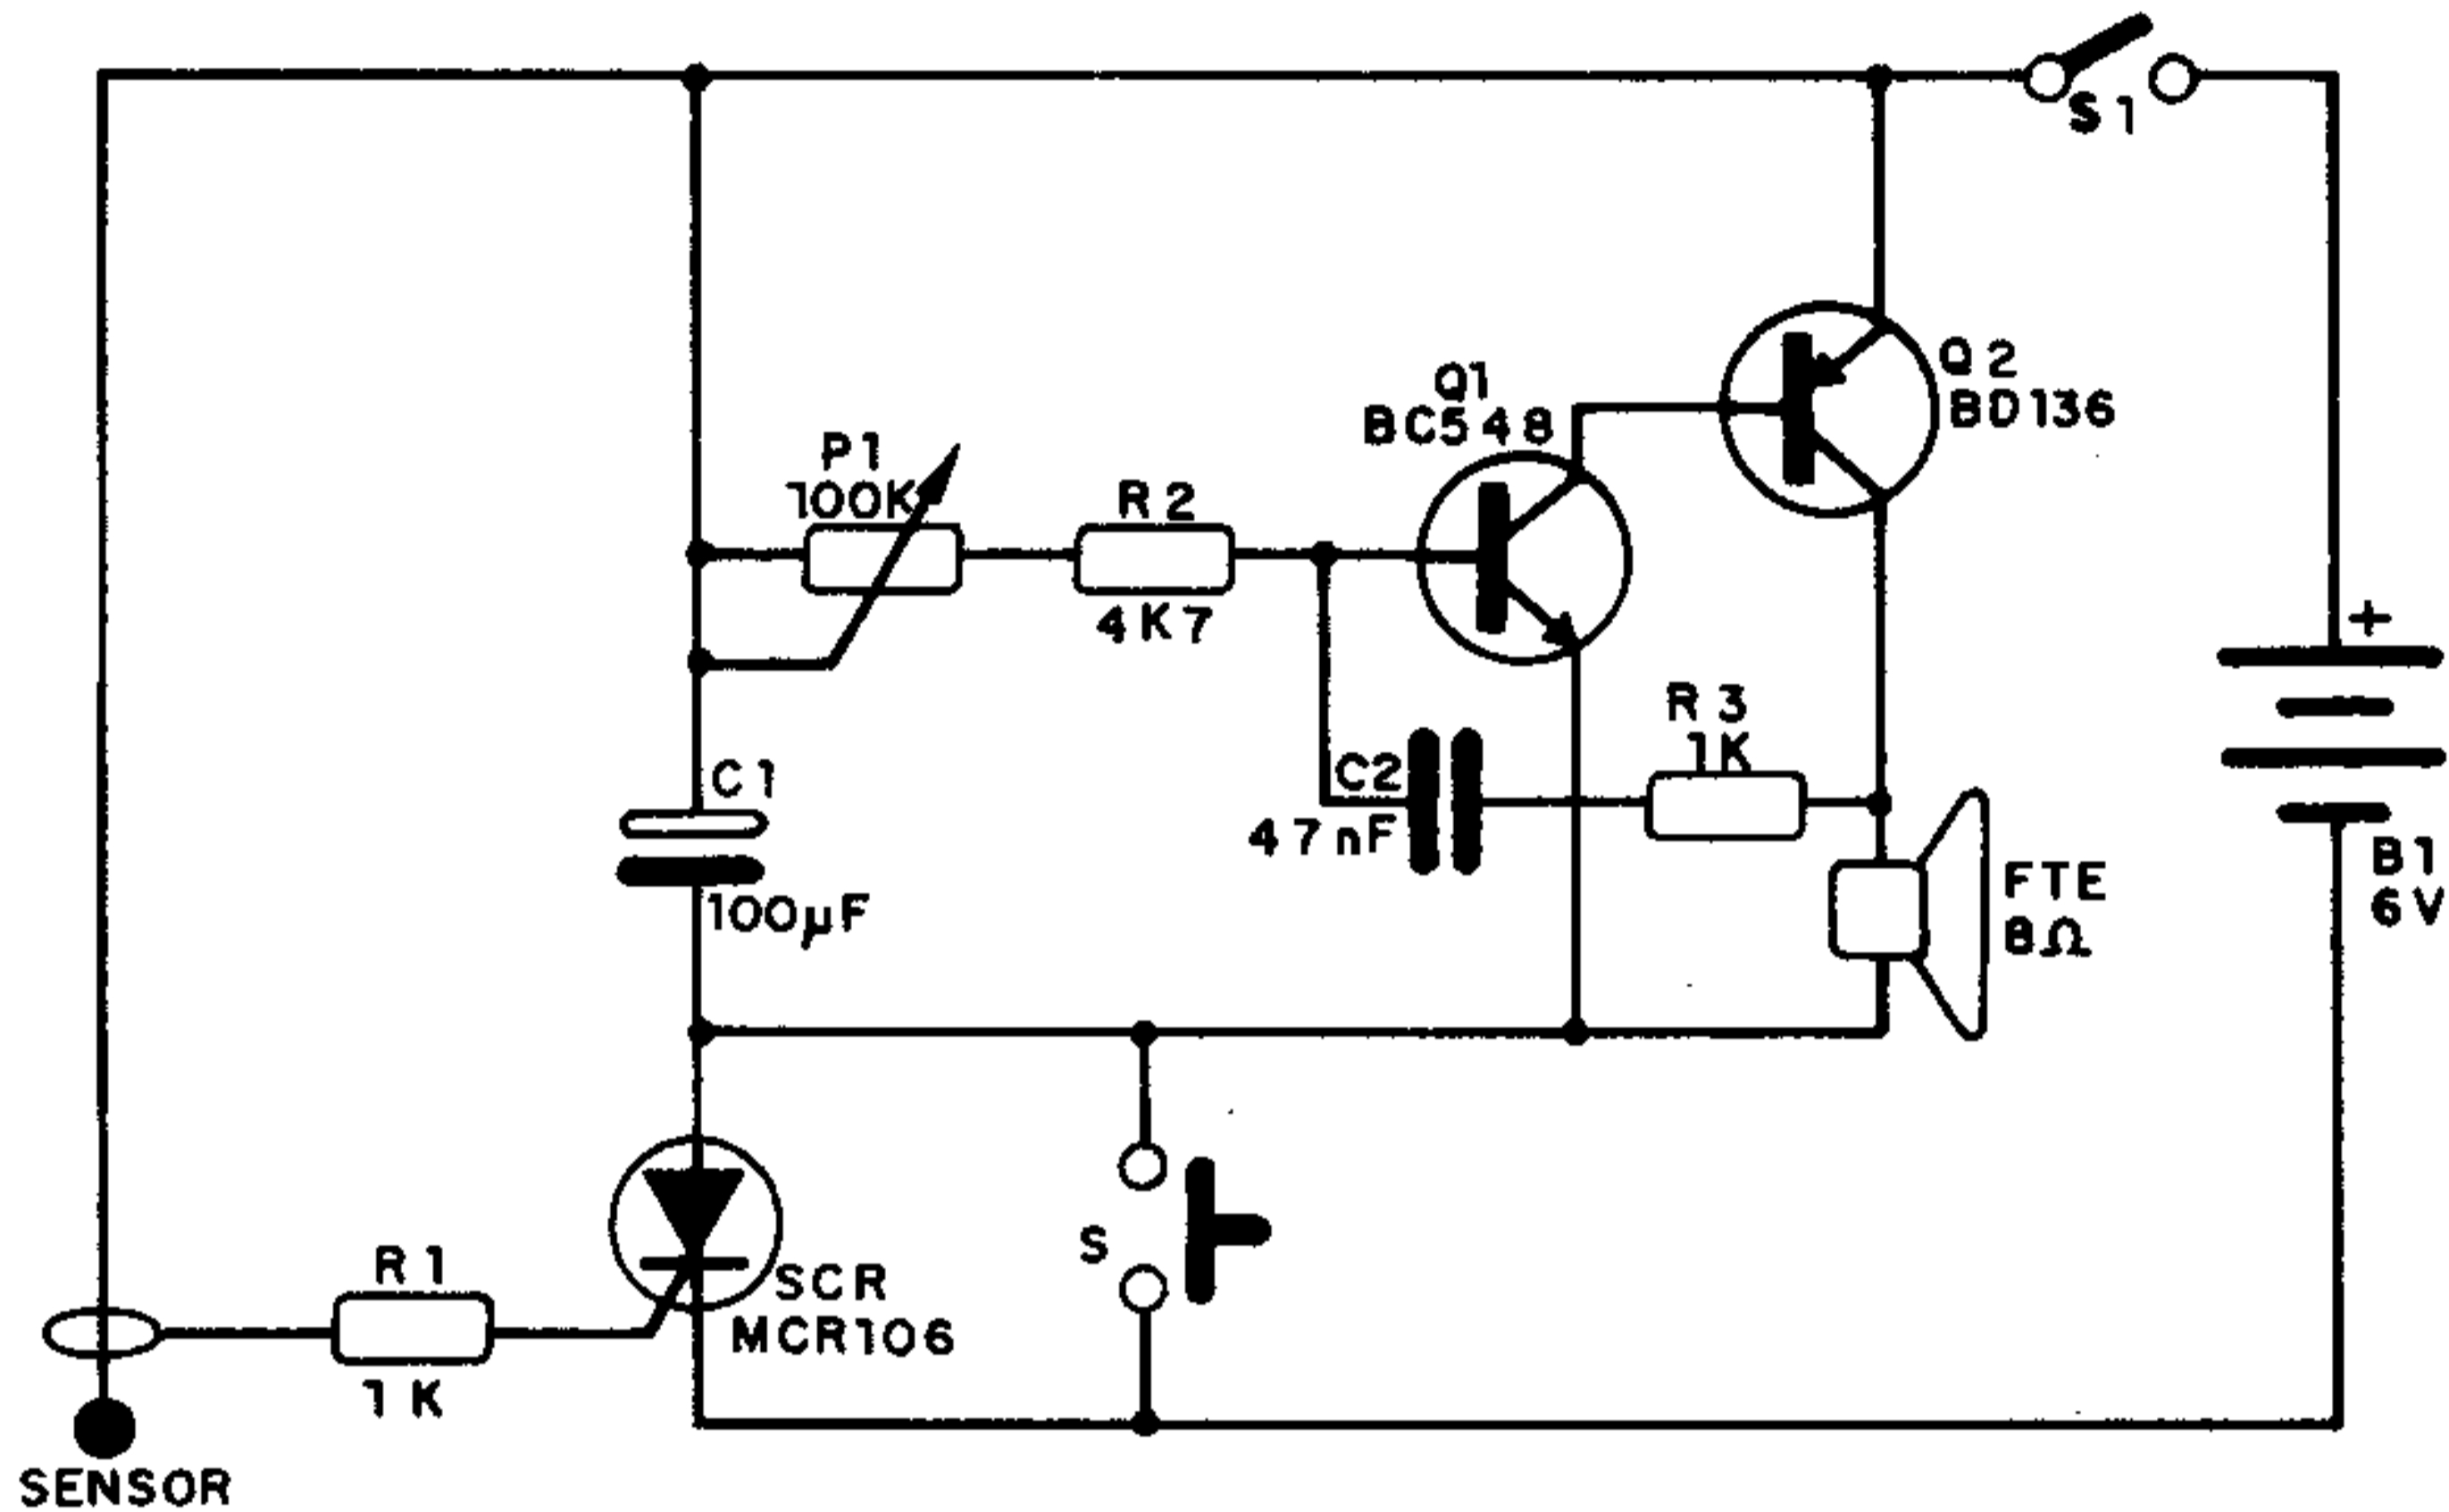 S1
Q2
BD136
Q1
BC548
P1
100K
R2
4K7
+
R3
1K
C1
C2
47nF
100µF
B1
6V
FTE
8Ω
S
R1
1K
SCR
MCR106
SENSOR